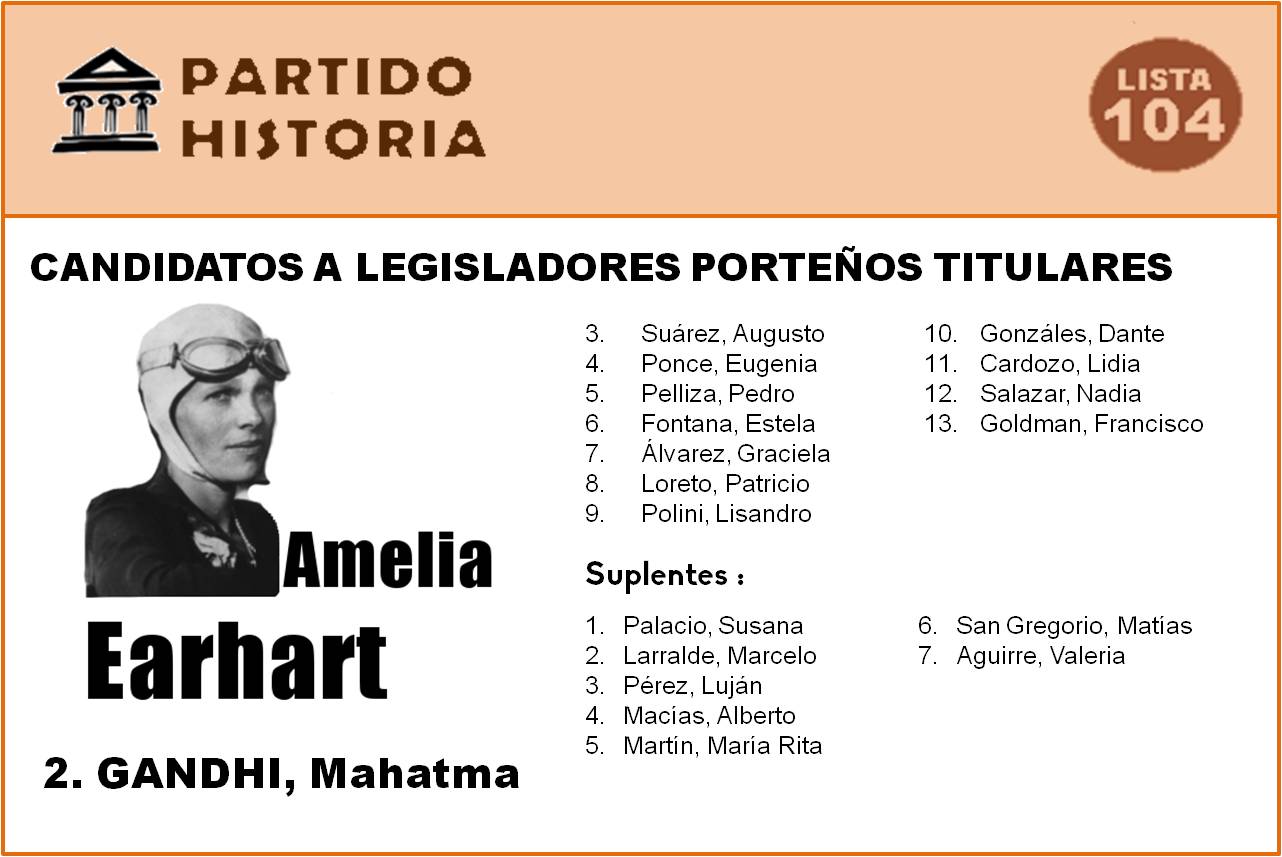 PARTIDO
HISTORIA
LISTA
104
CANDIDATOS A LEGISLADORES PORTEÑOS TITULARES
Amelia
Earhart
2. GANDHI, Mahatma
3. Suárez, Augusto
4. Ponce, Eugenia
5. Pelliza, Pedro
6. Fontana, Estela
7. Álvarez, Graciela
8. Loreto, Patricio
9. Polini, Lisandro
10. Gonzáles, Dante
11. Cardozo, Lidia
12. Salazar, Nadia
13. Goldman, Francisco
Suplentes :
1. Palacio, Susana
2. Larralde, Marcelo
3. Pérez, Luján
4. Macías, Alberto
5. Martín, María Rita
6. San Gregorio, Matías
7. Aguirre, Valeria